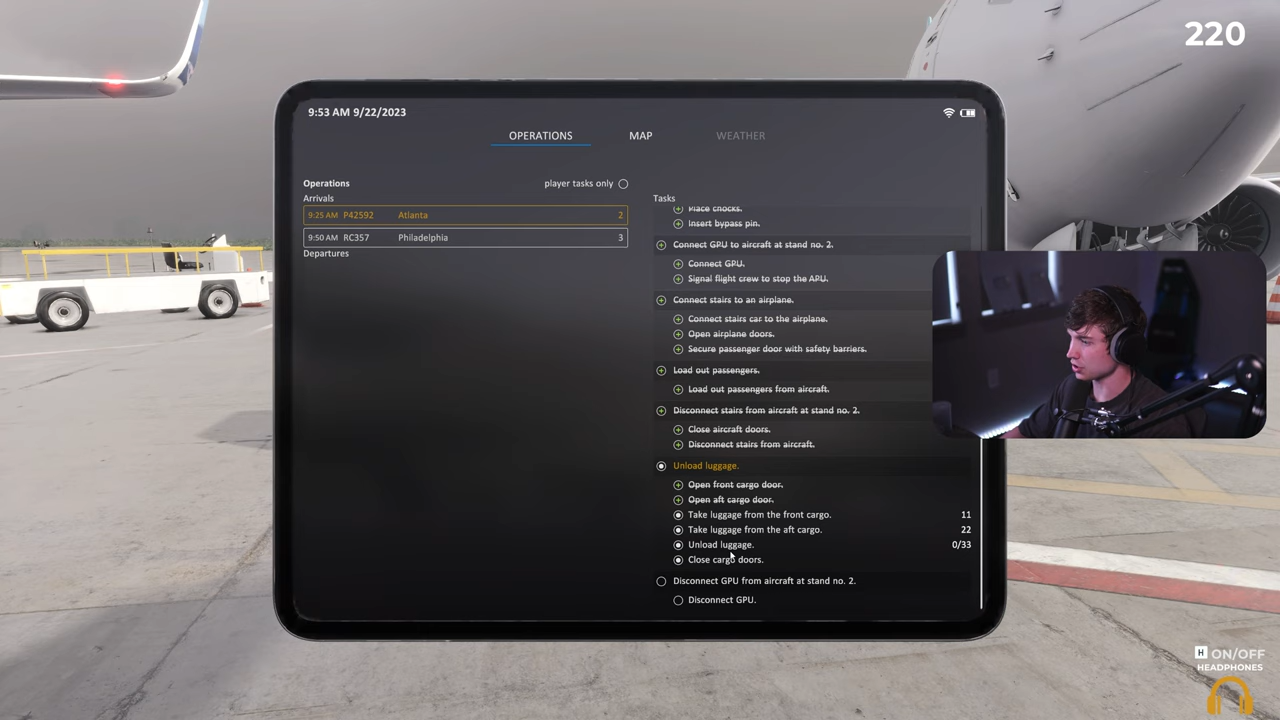 220
9:53 AM 9/22/2023
OPERATIONS MAP WEATHER
Operations player tasks only
Arrivals
9:25 AM P42592 Atlanta 2
9:50 AM RC357 Philadelphia 3
Departures
Tasks
Place chocks.
Insert bypass pin.
Connect GPU to aircraft at stand no. 2.
Connect GPU.
Signal flight crew to stop the APU.
Connect stairs to an airplane.
Connect stairs car to the airplane.
Open airplane doors.
Secure passenger door with safety barriers.
Load out passengers.
Load out passengers from aircraft.
Disconnect stairs from aircraft at stand no. 2.
Close aircraft doors.
Disconnect stairs from aircraft.
Unload luggage.
Open front cargo door.
Open aft cargo door.
Take luggage from the front cargo. 11
Take luggage from the aft cargo. 22
Unload luggage. 0/33
Close cargo doors.
Disconnect GPU from aircraft at stand no. 2.
Disconnect GPU.
H ON/OFF
HEADPHONES